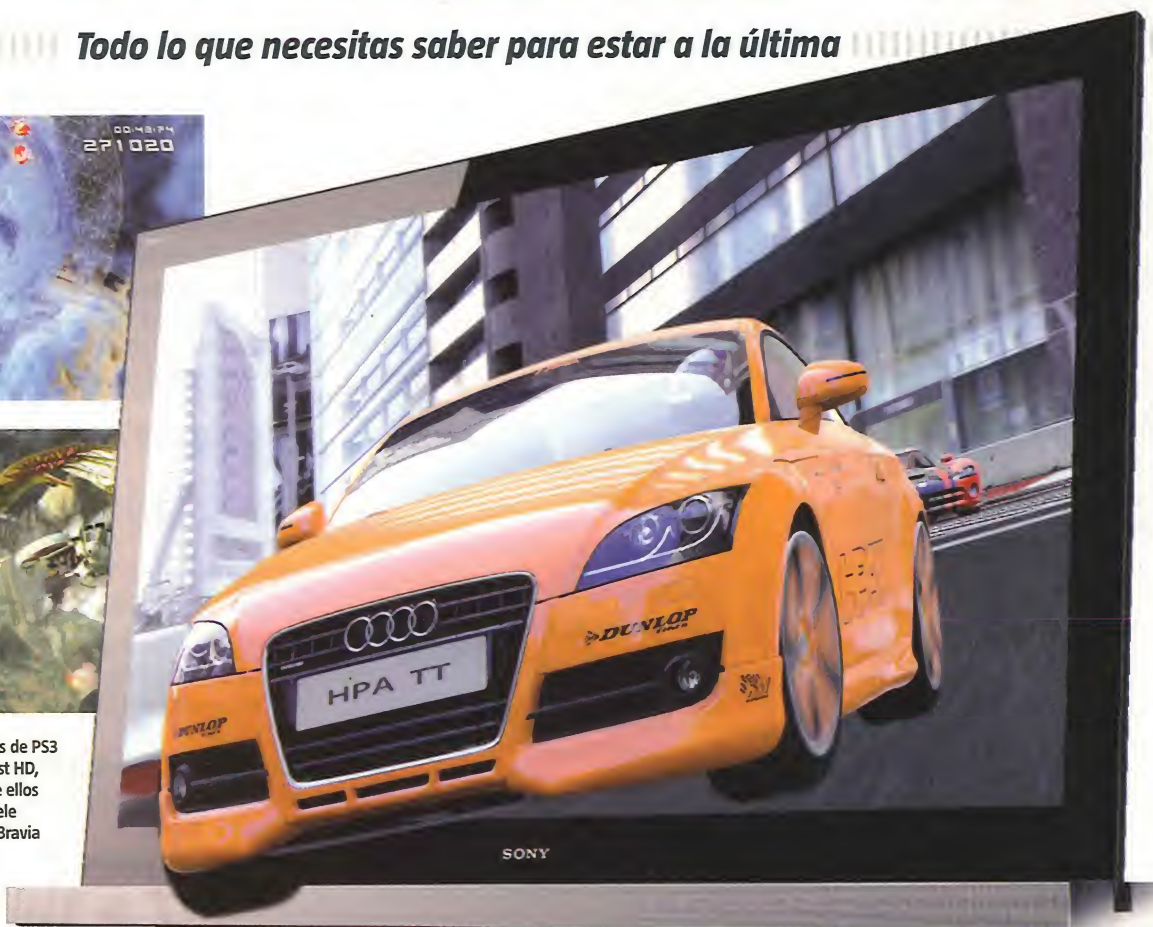 Todo lo que necesitas saber para estar a la última
00:43:74
271020
HPA TT
DUNLOP
DUNLOP
s de PS3
st HD,
e ellos
ele
Bravia
SONY